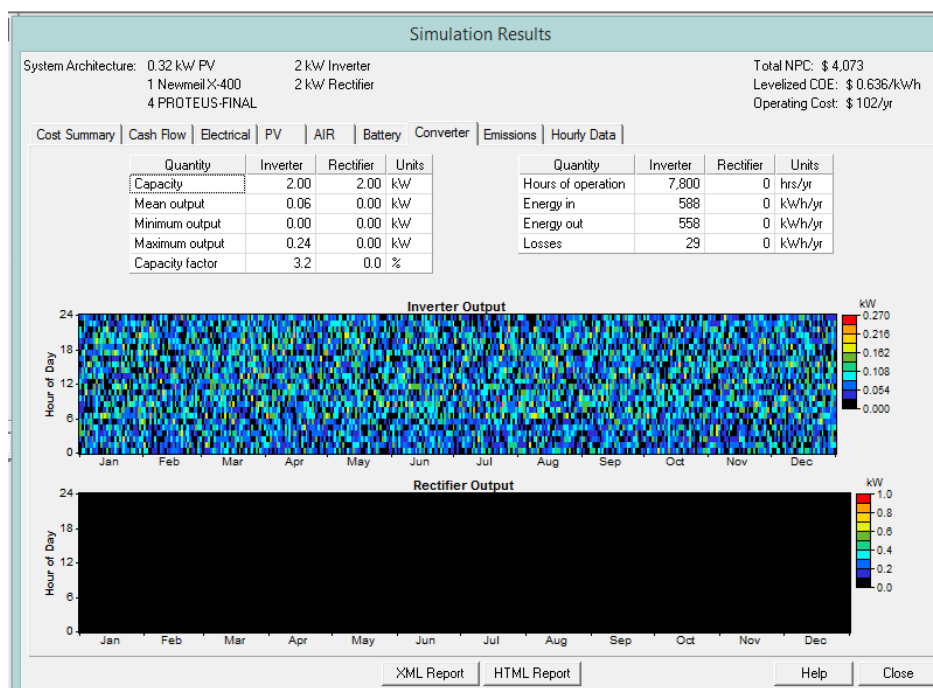 Simulation Results
System Architecture: 0.32 kW PV 2 kW Inverter Total NPC: $ 4,073
1 Newmeil X-400 2 kW Rectifier Levelized COE: $ 0.636/kWh
4 PROTEUS-FINAL Operating Cost: $ 102/yr
Cost Summary Cash Flow Electrical PV AIR Battery Converter Emissions Hourly Data
Quantity Inverter Rectifier Units
Capacity 2.00 2.00 kW
Mean output 0.06 0.00 kW
Minimum output 0.00 0.00 kW
Maximum output 0.24 0.00 kW
Capacity factor 3.2 0.0 %
Quantity Inverter Rectifier Units
Hours of operation 7,800 0 hrs/yr
Energy in 588 0 kWh/yr
Energy out 558 0 kWh/yr
Losses 29 0 kWh/yr
Inverter Output
Hour of Day
24
18
12
6
0
Jan Feb Mar Apr May Jun Jul Aug Sep Oct Nov Dec
kW
0.270
0.216
0.162
0.108
0.054
0.000
Rectifier Output
Hour of Day
24
18
12
6
0
Jan Feb Mar Apr May Jun Jul Aug Sep Oct Nov Dec
kW
1.0
0.8
0.6
0.4
0.2
0.0
XML Report HTML Report Help Close